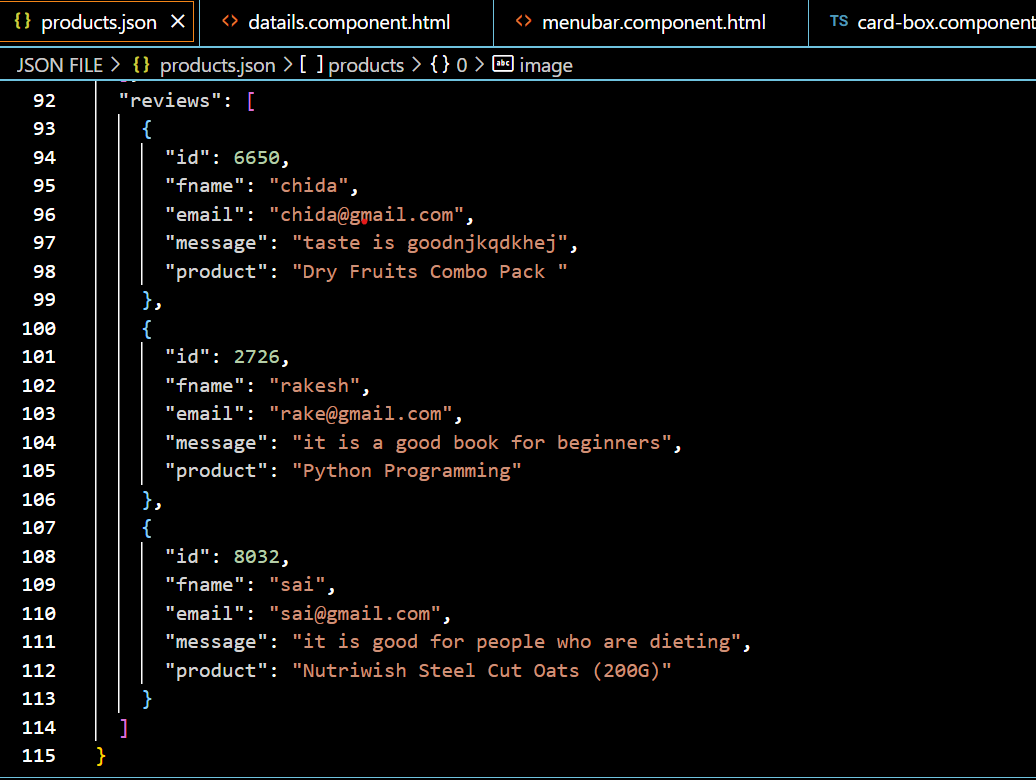 {} products.json × <> datails.component.html <> menubar.component.html TS card-box.component
JSON FILE > {} products.json > [ ] products > {} 0 > abc image
92 "reviews": [
93 {
94 "id": 6650,
95 "fname": "chida",
96 "email": "chida@gmail.com",
97 "message": "taste is goodnjkqdkhej",
98 "product": "Dry Fruits Combo Pack "
99 },
100 {
101 "id": 2726,
102 "fname": "rakesh",
103 "email": "rake@gmail.com",
104 "message": "it is a good book for beginners",
105 "product": "Python Programming"
106 },
107 {
108 "id": 8032,
109 "fname": "sai",
110 "email": "sai@gmail.com",
111 "message": "it is good for people who are dieting",
112 "product": "Nutriwish Steel Cut Oats (200G)"
113 }
114 ]
115 }